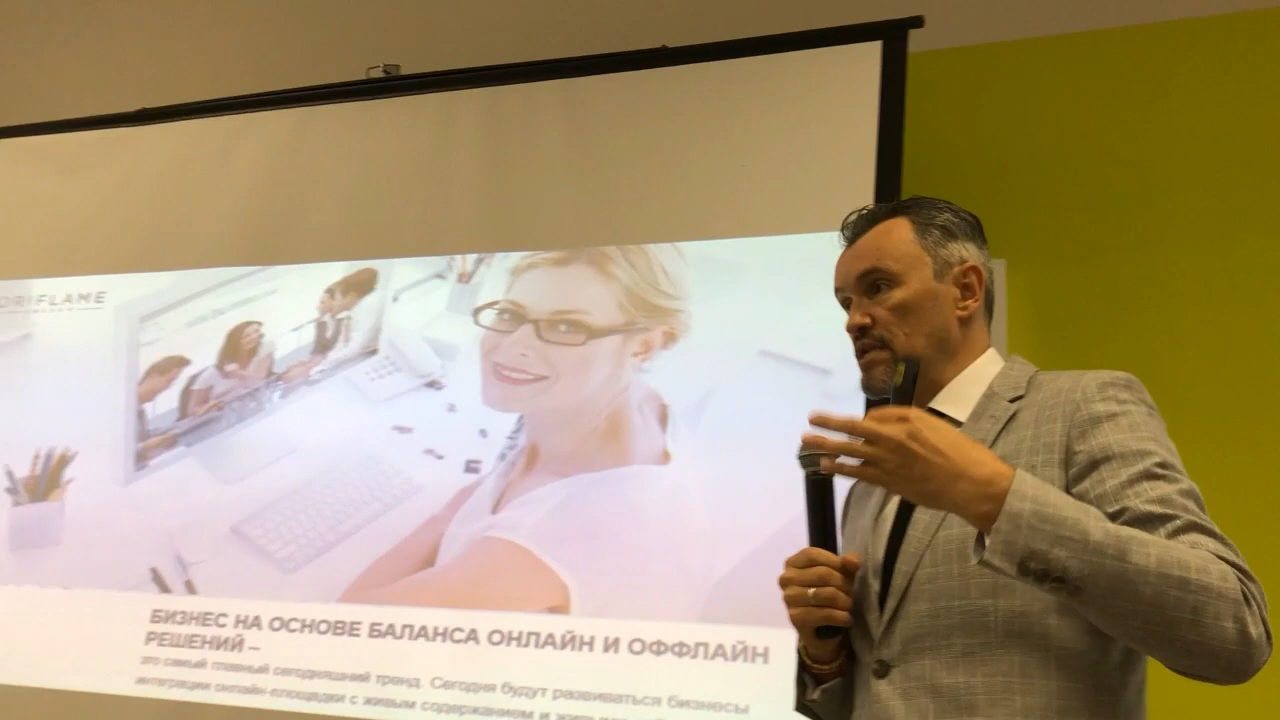 ORIFLAME
SWEDEN
БИЗНЕС НА ОСНОВЕ БАЛАНСА ОНЛАЙН И ОФФЛАЙН
РЕШЕНИЙ –
это самый главный сегодняшний тренд. Сегодня будут развиваться бизнесы
интеграции онлайн-площадки с живым содержанием и